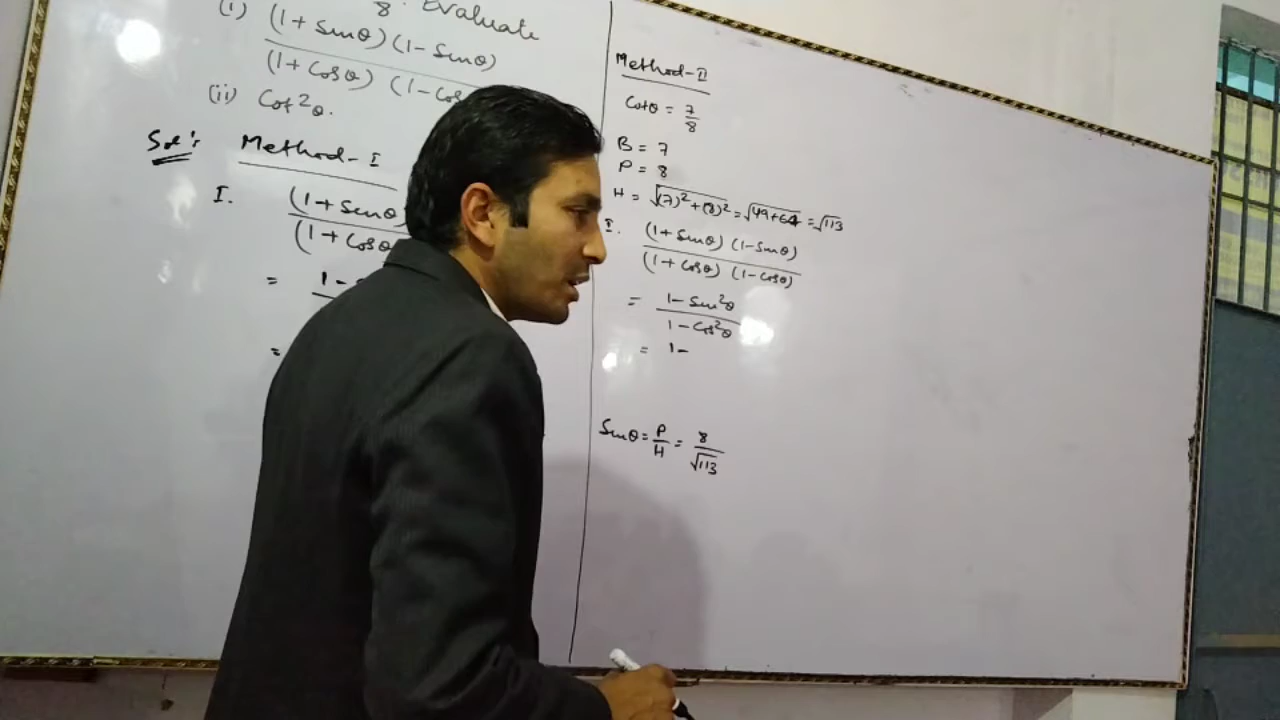 8. Evaluate
(i) (1 + Sinθ) (1 - Sinθ)
(1 + Cosθ) (1 - Cos
(ii) Cot²θ.
Sol':
Method-I
I. (1 + Sinθ)
(1 + Cosθ
= 1 -
=
Method-II
Cotθ = 7/8
B = 7
P = 8
H = √(7)² + (8)² = √49+64 = √113
I. (1 + Sinθ) (1 - Sinθ)
(1 + Cosθ) (1 - Cosθ)
= 1 - Sin²θ
1 - Cos²θ
= 1 -
Sinθ = P/H = 8/√113